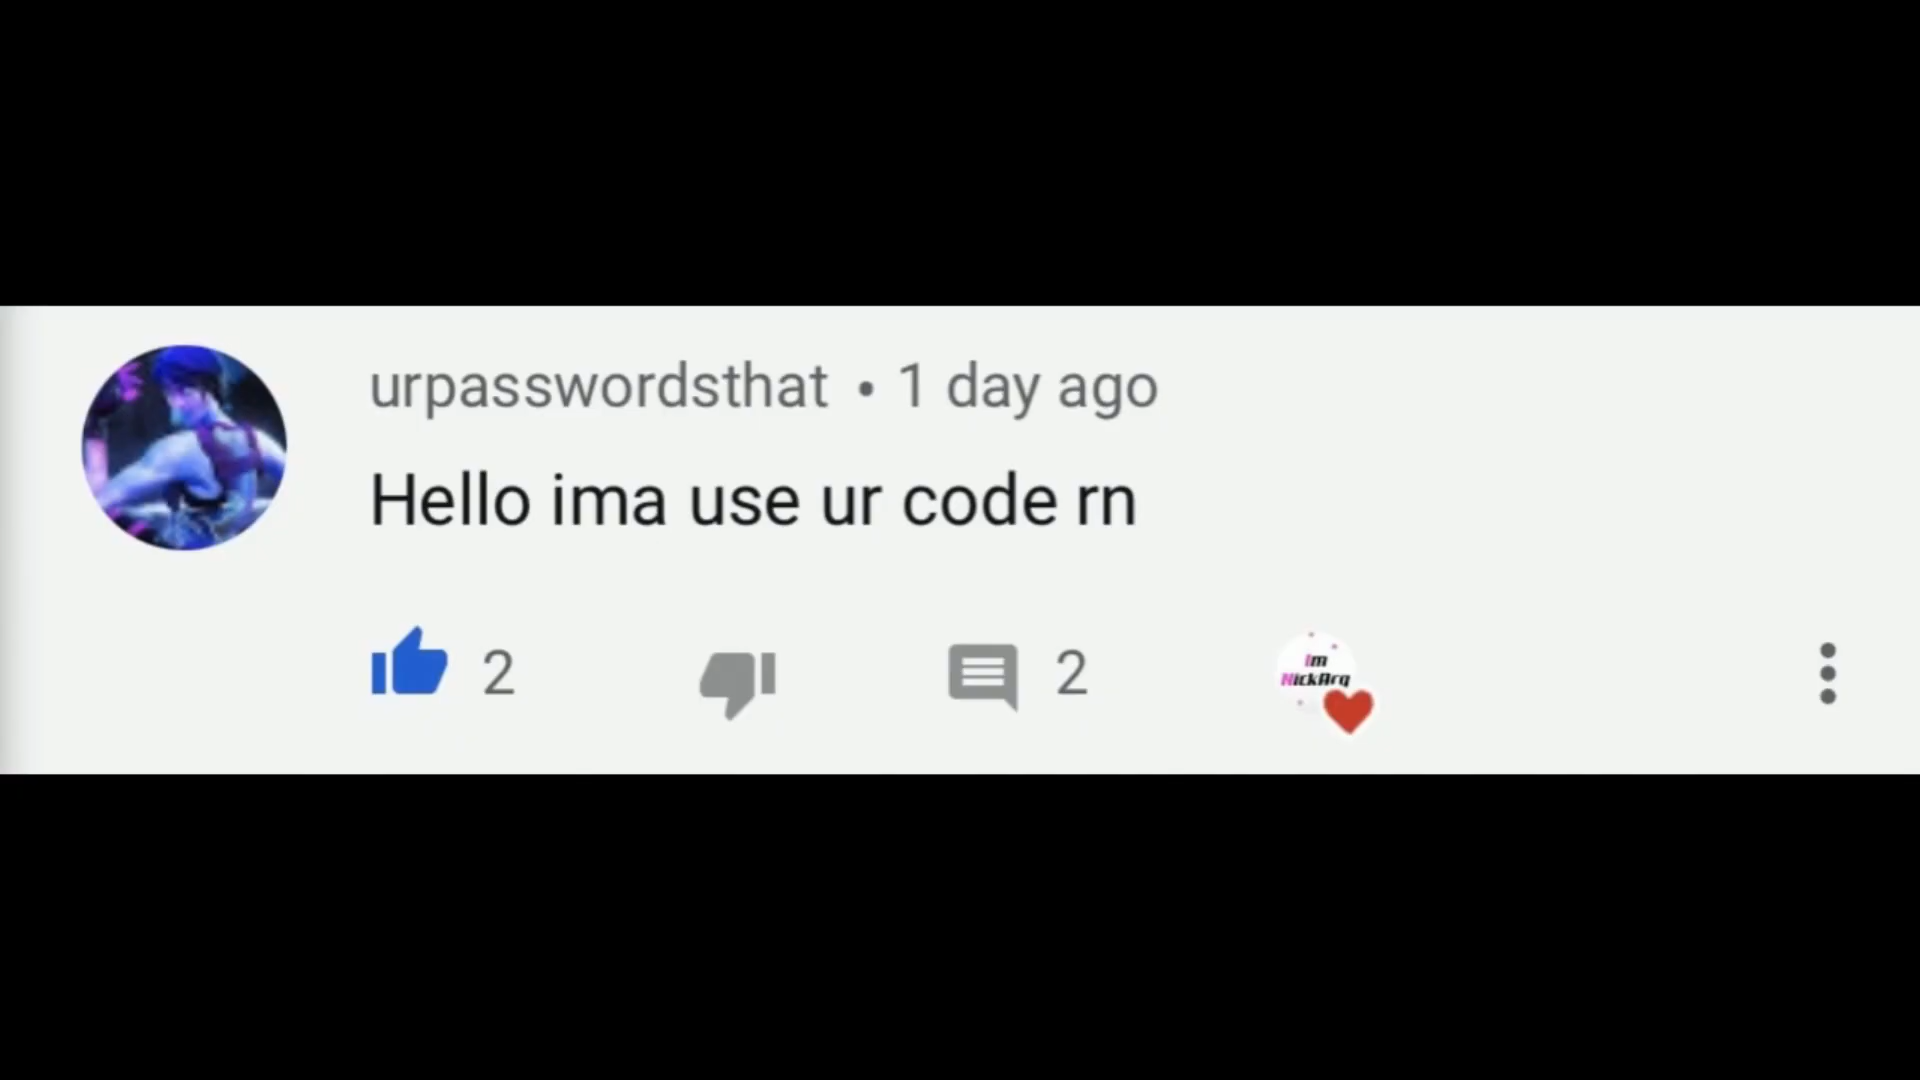 urpasswordsthat • 1 day ago
Hello ima use ur code rn
2
2
Im
NickArq